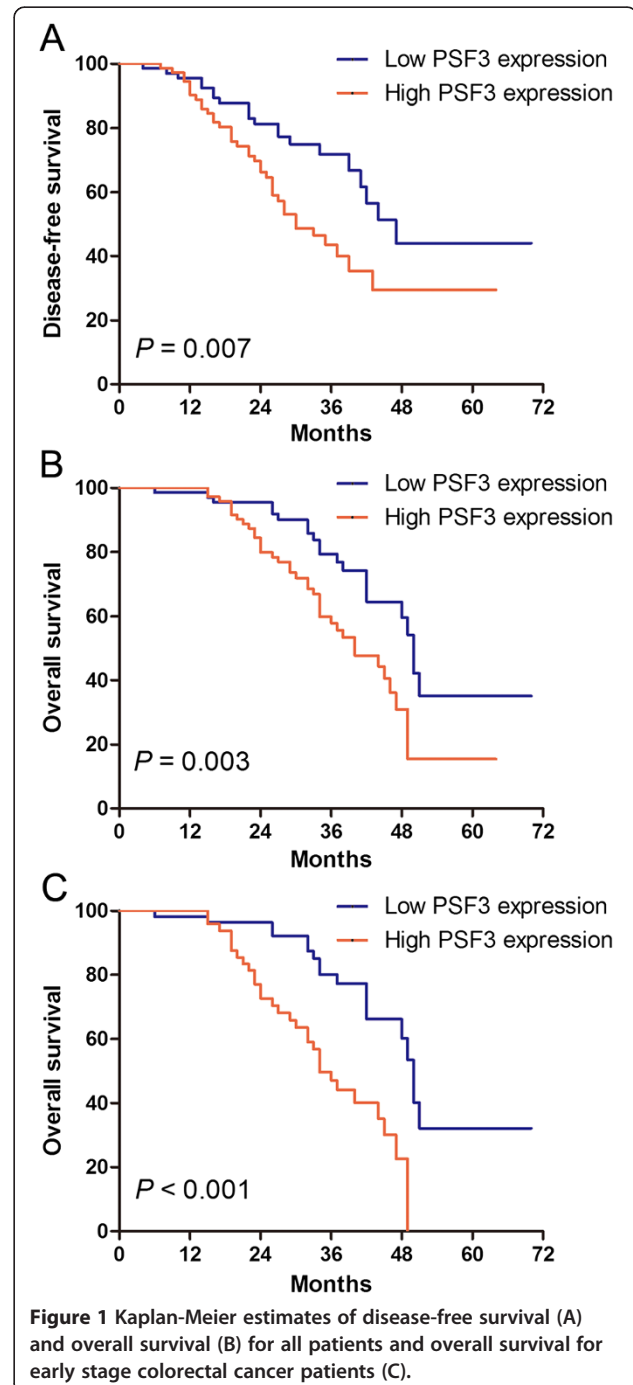 A
Low PSF3 expression
High PSF3 expression
100
80
60
40
20
0
Disease-free survival
P = 0.007
0 12 24 36 48 60 72
Months
B
Low PSF3 expression
High PSF3 expression
100
80
60
40
20
0
Overall survival
P = 0.003
0 12 24 36 48 60 72
Months
C
Low PSF3 expression
High PSF3 expression
100
80
60
40
20
0
Overall survival
P < 0.001
0 12 24 36 48 60 72
Months
Figure 1 Kaplan-Meier estimates of disease-free survival (A)
and overall survival (B) for all patients and overall survival for
early stage colorectal cancer patients (C).